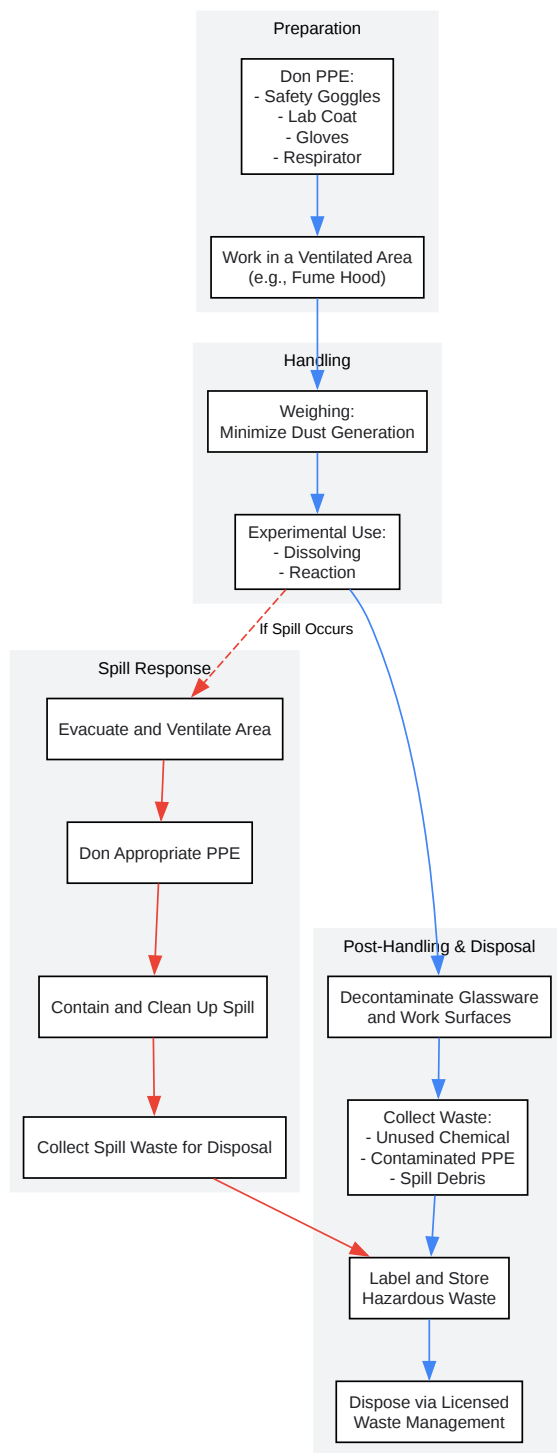 Preparation
Don PPE:
- Safety Goggles
- Lab Coat
- Gloves
- Respirator
Work in a Ventilated Area
(e.g., Fume Hood)
Handling
Weighing:
Minimize Dust Generation
Experimental Use:
- Dissolving
- Reaction
If Spill Occurs
Spill Response
Evacuate and Ventilate Area
Don Appropriate PPE
Contain and Clean Up Spill
Collect Spill Waste for Disposal
Post-Handling & Disposal
Decontaminate Glassware
and Work Surfaces
Collect Waste:
- Unused Chemical
- Contaminated PPE
- Spill Debris
Label and Store
Hazardous Waste
Dispose via Licensed
Waste Management